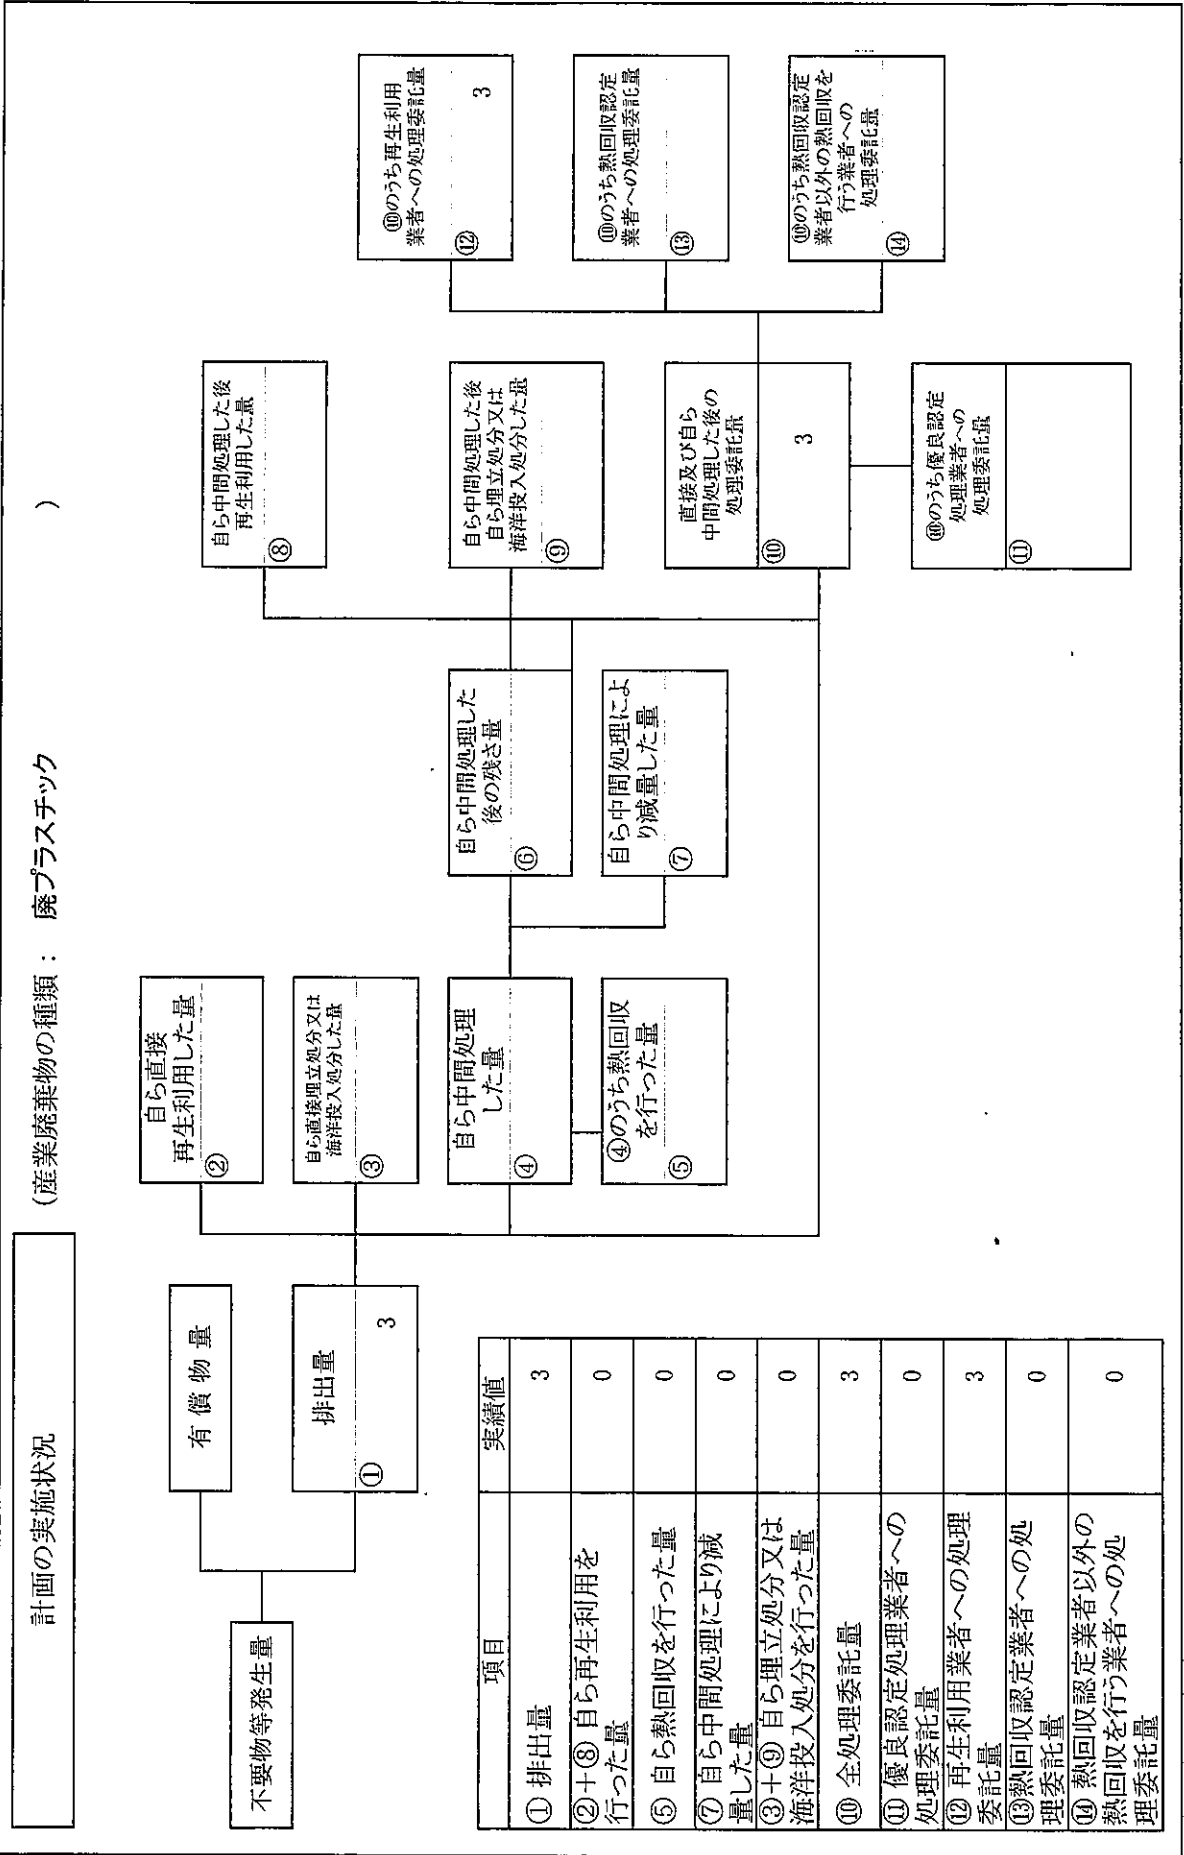 計画の実施状況
(産業廃棄物の種類： 廃プラスチック )
不要物等発生量
有償物量
排出量
① 3
自ら直接
再生利用した量
②
自ら直接埋立処分又は
海洋投入処分した量
③
自ら中間処理
した量
④
④のうち熱回収
を行った量
⑤
自ら中間処理した
後の残さ量
⑥
自ら中間処理によ
り減量した量
⑦
自ら中間処理した後
再生利用した量
⑧
自ら中間処理した後
自ら埋立処分又は
海洋投入処分した量
⑨
直接及び自ら
中間処理した後の
処理委託量
⑩ 3
⑩のうち優良認定
処理業者への
処理委託量
⑪
⑩のうち再生利用
業者への処理委託量
⑫ 3
⑩のうち熱回収認定
業者への処理委託量
⑬
⑩のうち熱回収認定
業者以外の熱回収を
行う業者への
処理委託量
⑭
項目 実績値
① 排出量 3
②＋⑧ 自ら再生利用を
行った量 0
⑤ 自ら熱回収を行った量 0
⑦ 自ら中間処理により減
量した量 0
③＋⑨ 自ら埋立処分又は
海洋投入処分を行った量 0
⑩ 全処理委託量 3
⑪ 優良認定処理業者への
処理委託量 0
⑫ 再生利用業者への処理
委託量 3
⑬熱回収認定業者への処
理委託量 0
⑭ 熱回収認定業者以外の
熱回収を行う業者への処
理委託量 0